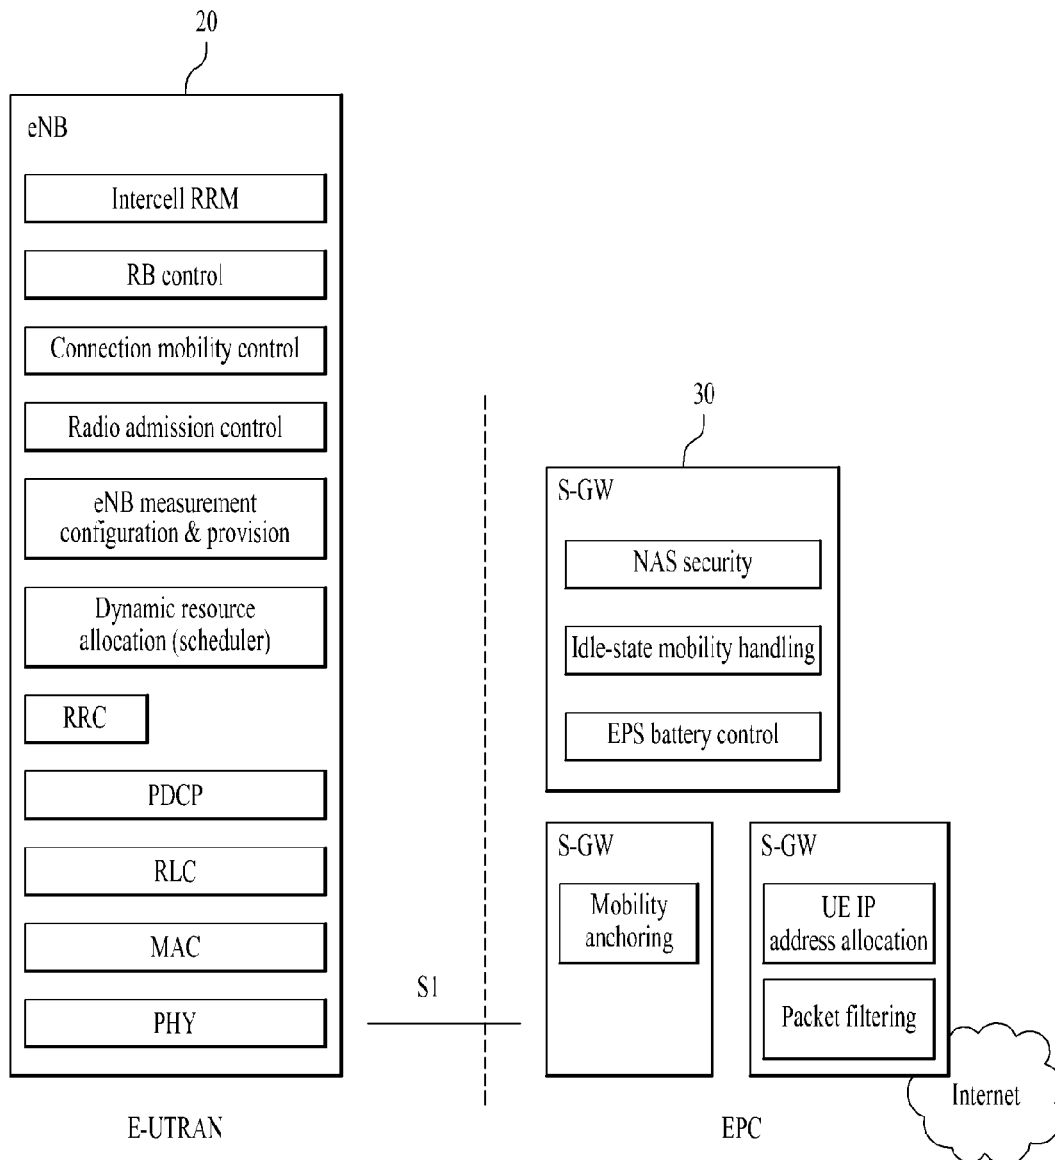 20
eNB
Intercell RRM
RB control
Connection mobility control
Radio admission control
eNB measurement
configuration & provision
Dynamic resource
allocation (scheduler)
RRC
PDCP
RLC
MAC
PHY
E-UTRAN
S1
30
S-GW
NAS security
Idle-state mobility handling
EPS battery control
S-GW
Mobility
anchoring
S-GW
UE IP
address allocation
Packet filtering
Internet
EPC